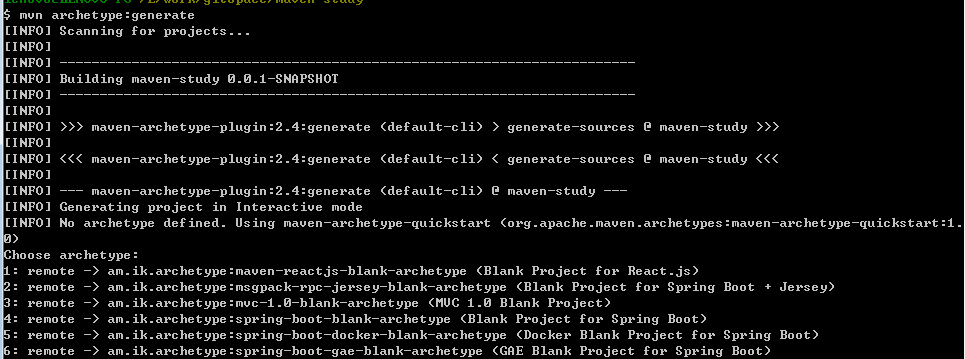 $ mvn archetype:generate
[INFO] Scanning for projects...
[INFO]
[INFO] ------------------------------------------------------------------------
[INFO] Building maven-study 0.0.1-SNAPSHOT
[INFO] ------------------------------------------------------------------------
[INFO]
[INFO] >>> maven-archetype-plugin:2.4:generate (default-cli) > generate-sources @ maven-study >>>
[INFO]
[INFO] <<< maven-archetype-plugin:2.4:generate (default-cli) < generate-sources @ maven-study <<<
[INFO]
[INFO] --- maven-archetype-plugin:2.4:generate (default-cli) @ maven-study ---
[INFO] Generating project in Interactive mode
[INFO] No archetype defined. Using maven-archetype-quickstart (org.apache.maven.archetypes:maven-archetype-quickstart:1.
0)
Choose archetype:
1: remote -> am.ik.archetype:maven-reactjs-blank-archetype (Blank Project for React.js)
2: remote -> am.ik.archetype:msgpack-rpc-jersey-blank-archetype (Blank Project for Spring Boot + Jersey)
3: remote -> am.ik.archetype:mvc-1.0-blank-archetype (MVC 1.0 Blank Project)
4: remote -> am.ik.archetype:spring-boot-blank-archetype (Blank Project for Spring Boot)
5: remote -> am.ik.archetype:spring-boot-docker-blank-archetype (Docker Blank Project for Spring Boot)
6: remote -> am.ik.archetype:spring-boot-gae-blank-archetype (GAE Blank Project for Spring Boot)